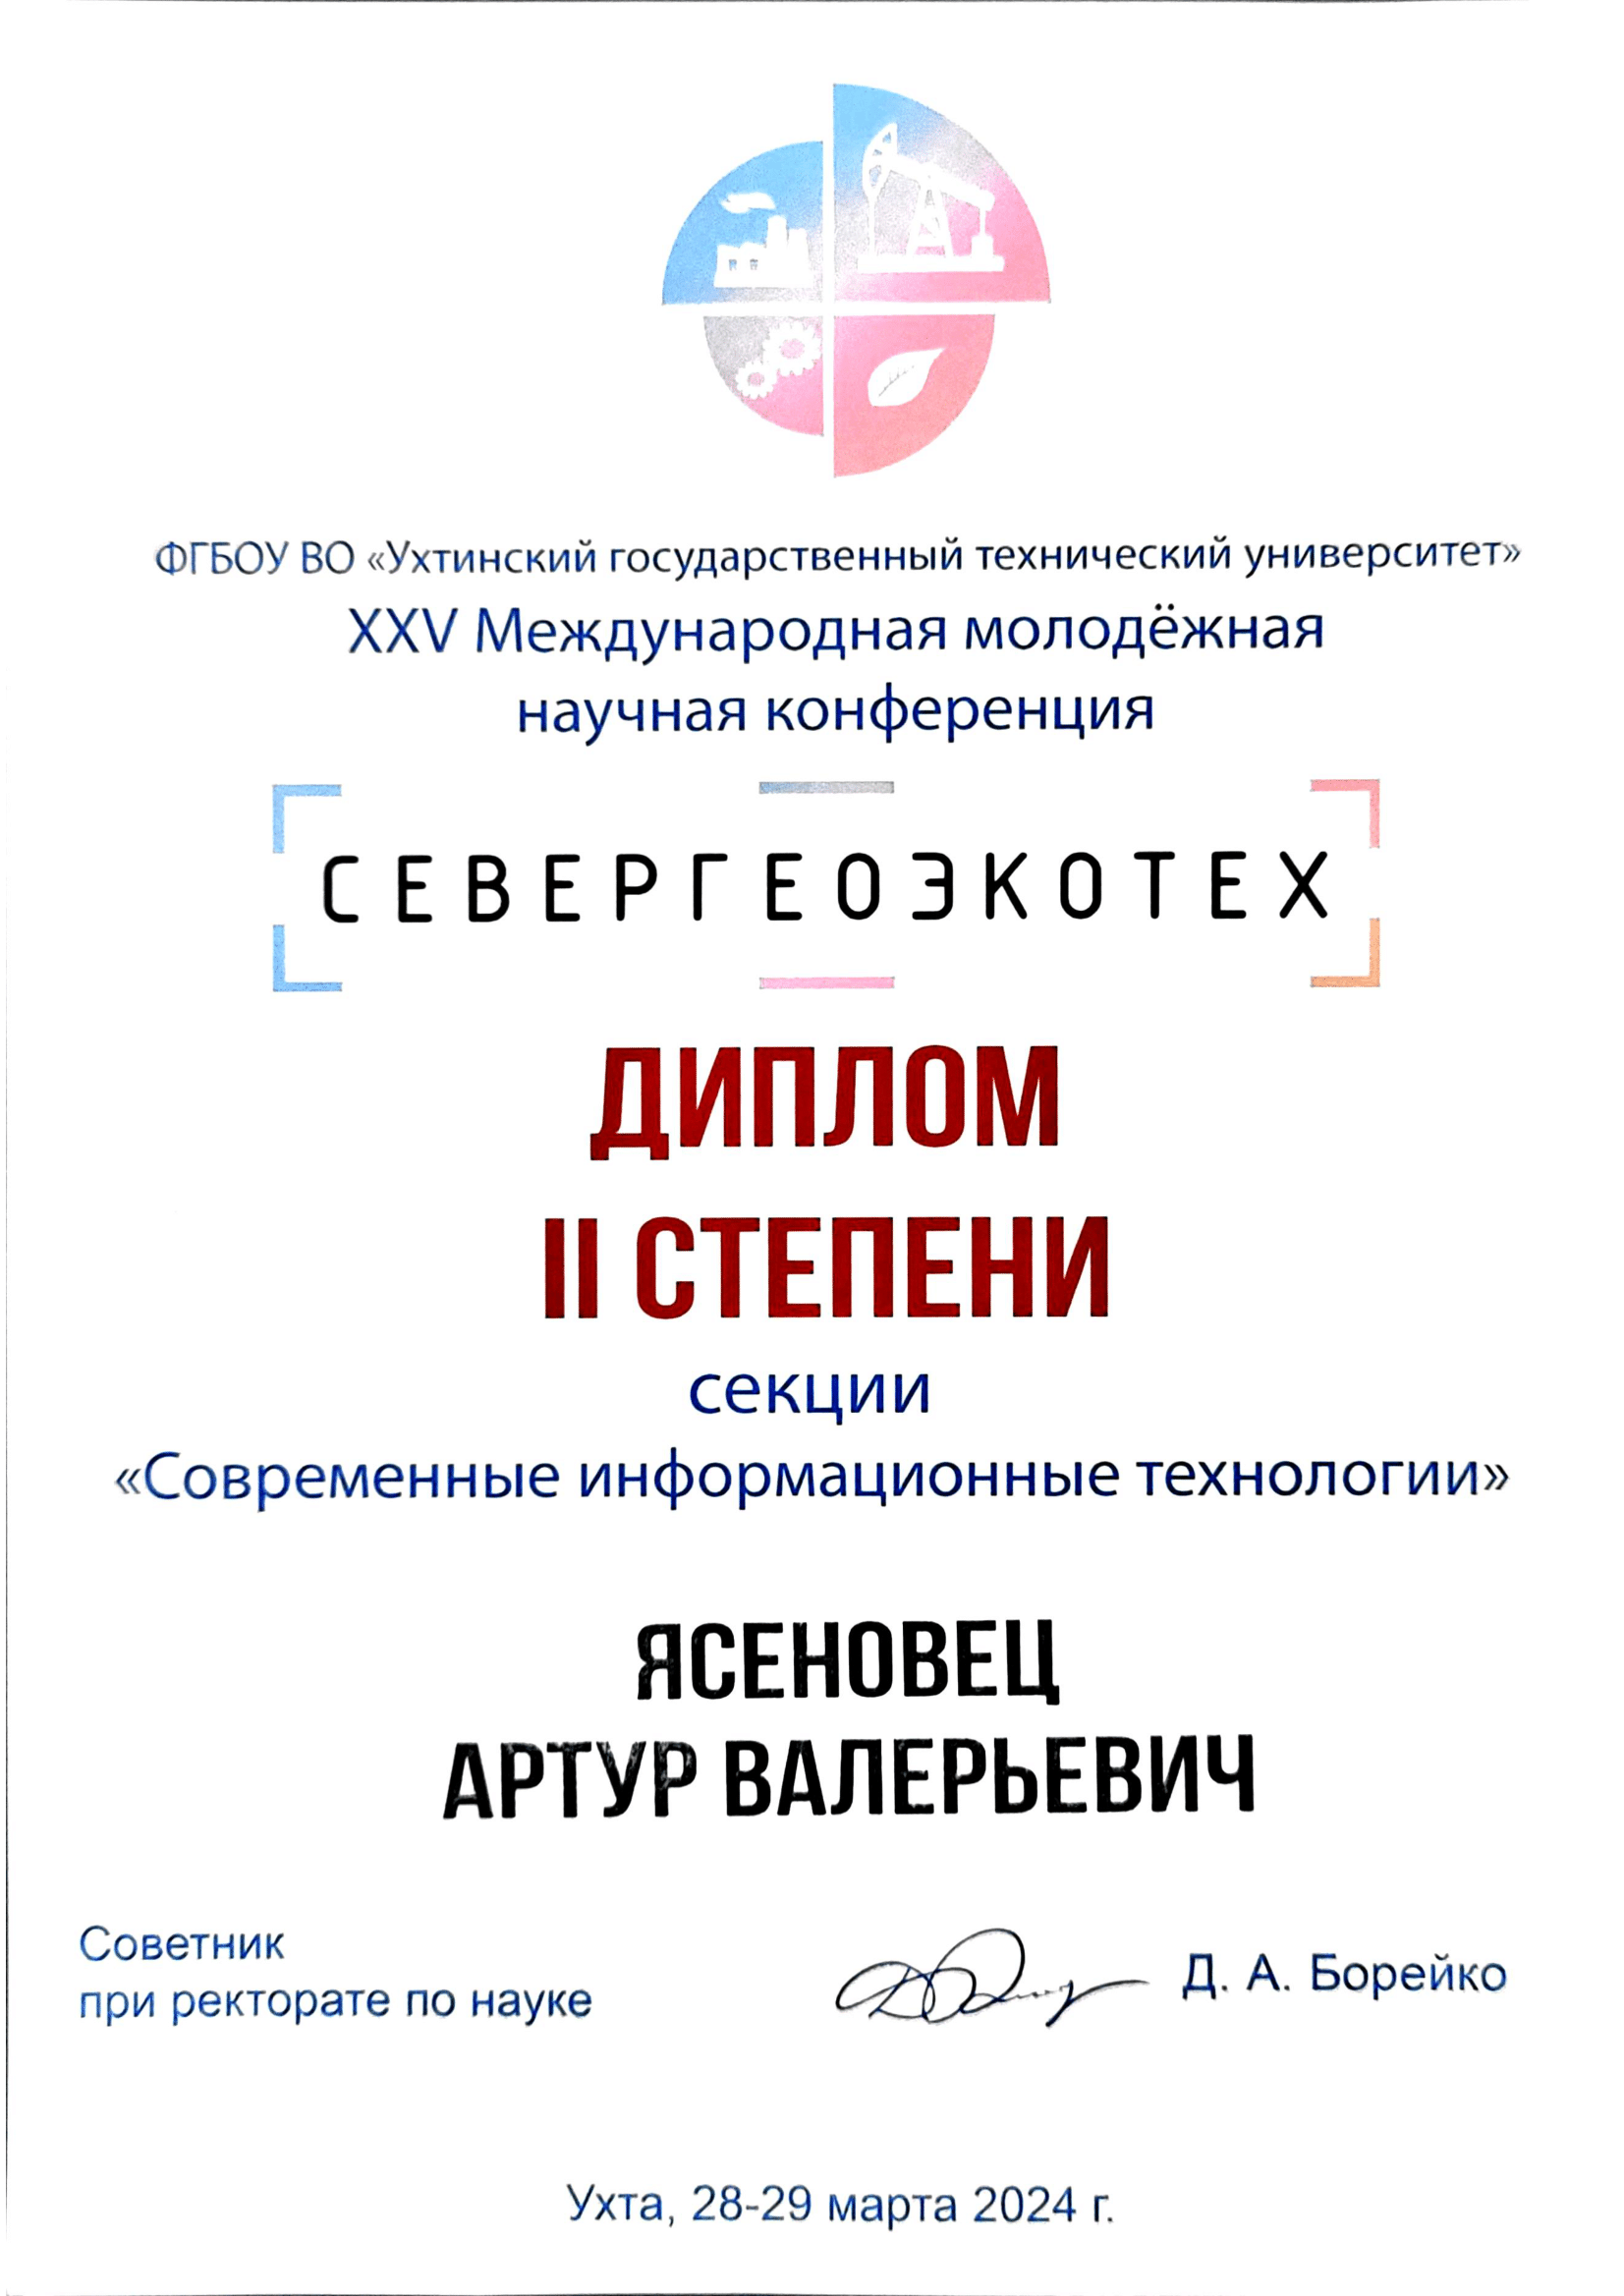 ФГБОУ ВО «Ухтинский государственный технический университет»
XXV Международная молодёжная
научная конференция
СЕВЕРГЕОЭКОТЕХ
ДИПЛОМ
II СТЕПЕНИ
секции
«Современные информационные технологии»
ЯСЕНОВЕЦ
АРТУР ВАЛЕРЬЕВИЧ
Советник
при ректорате по науке
Д. А. Борейко
Ухта, 28-29 марта 2024 г.